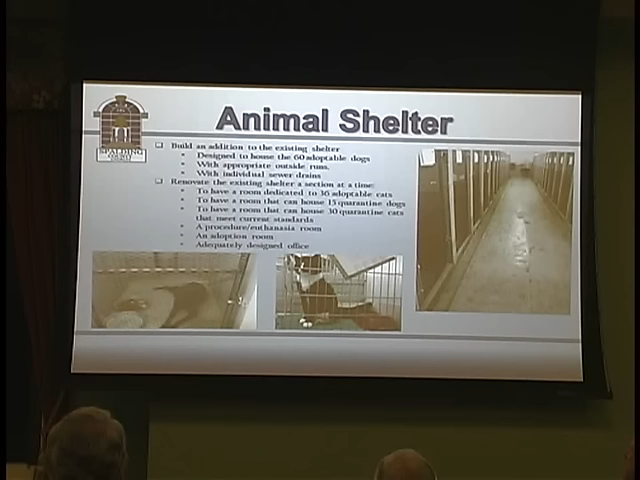 Animal Shelter
SPALDING
Build an addition to the existing shelter
Designed to house the 60 adoptable dogs
With appropriate outside runs.
With individual sewer drains
Renovate the existing shelter a section at a time:
To have a room dedicated to 36 adoptable cats
To have a room that can house 15 quarantine dogs
To have a room that can house 30 quarantine cats
that meet current standards
A procedure/euthanasia room
An adoption room
Adequately designed office